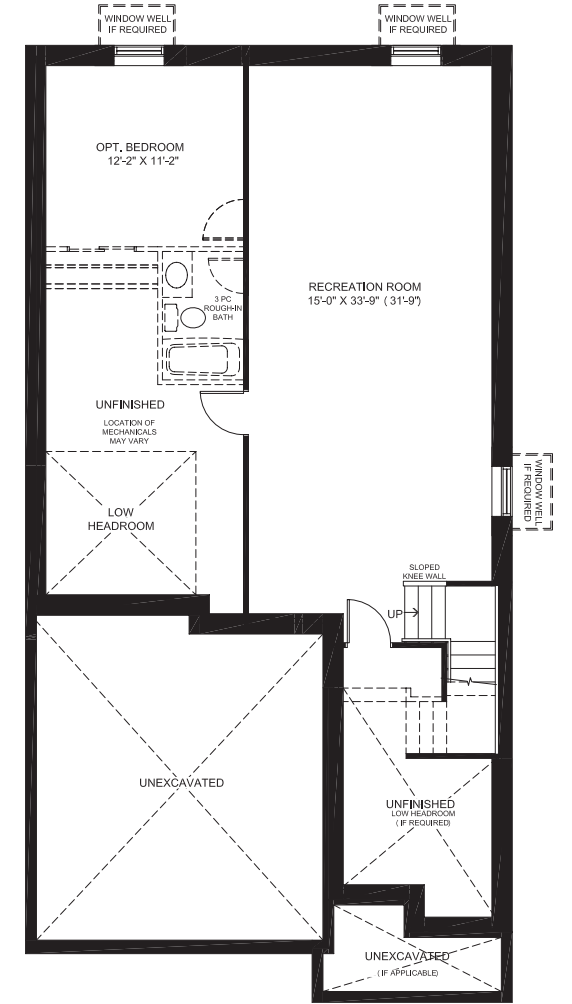 WINDOW WELL
IF REQUIRED
WINDOW WELL
IF REQUIRED
OPT. BEDROOM
12'-2" X 11'-2"
RECREATION ROOM
15'-0" X 33'-9" ( 31'-9")
3 PC
ROUGH-IN
BATH
UNFINISHED
LOCATION OF
MECHANICALS
MAY VARY
WINDOW WELL
IF REQUIRED
LOW
HEADROOM
SLOPED
KNEE WALL
UP
UNEXCAVATED
UNFINISHED
LOW HEADROOM
( IF REQUIRED)
UNEXCAVATED
( IF APPLICABLE)